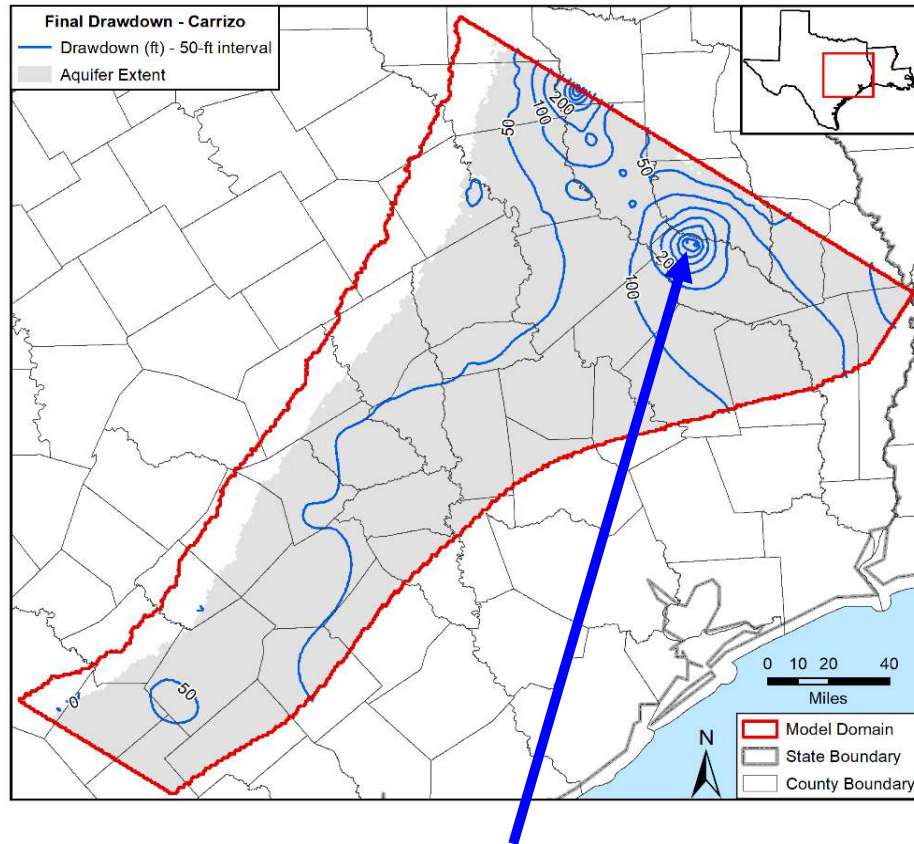 Final Drawdown - Carrizo
Drawdown (ft) - 50-ft interval
Aquifer Extent
200
100
50
50
20
100
50
0
0 10 20 40
Miles
N
Model Domain
State Boundary
County Boundary